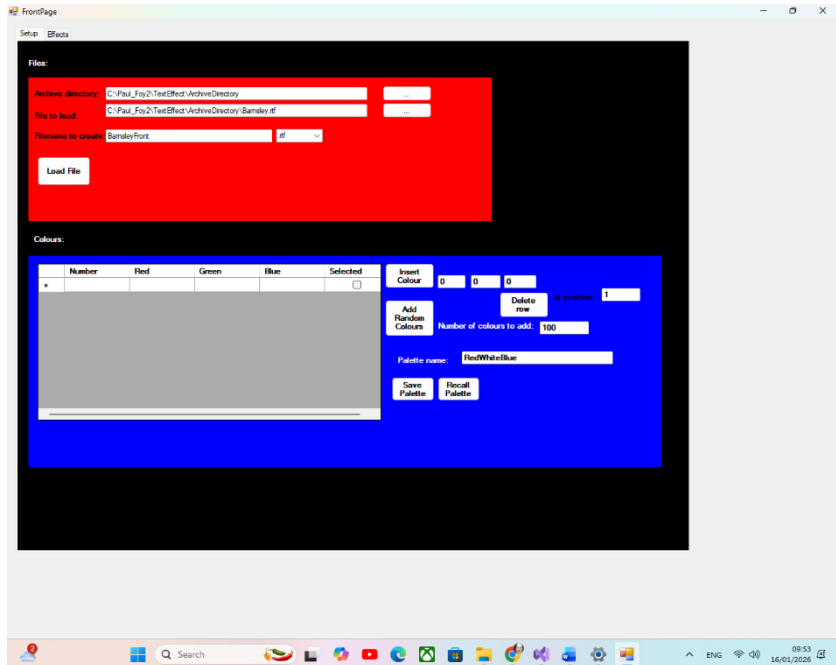 FrontPage
Setup Effects
Files:
Archive directory: C:\Paul_Foy2\TextEffect\ArchiveDirectory ...
File to load: C:\Paul_Foy2\TextEffect\ArchiveDirectory\Barnsley.rtf ...
Filename to create: BarnsleyFront .rtf
Load File
Colours:
Number Red Green Blue Selected
Insert
Colour
0 0 0
Delete
row
at position: 1
Add
Random
Colours
Number of colours to add: 100
Palette name: RedWhiteBlue
Save
Palette
Recall
Palette
2
Search
ENG
09:53
16/01/2026